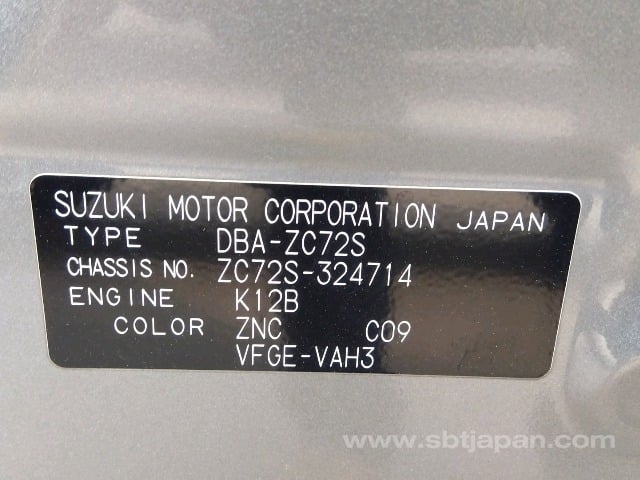 SUZUKI MOTOR CORPORATION JAPAN
TYPE DBA-ZC72S
CHASSIS NO. ZC72S-324714
ENGINE K12B
COLOR ZNC C09
VFGE-VAH3
www.sbtjapan.com